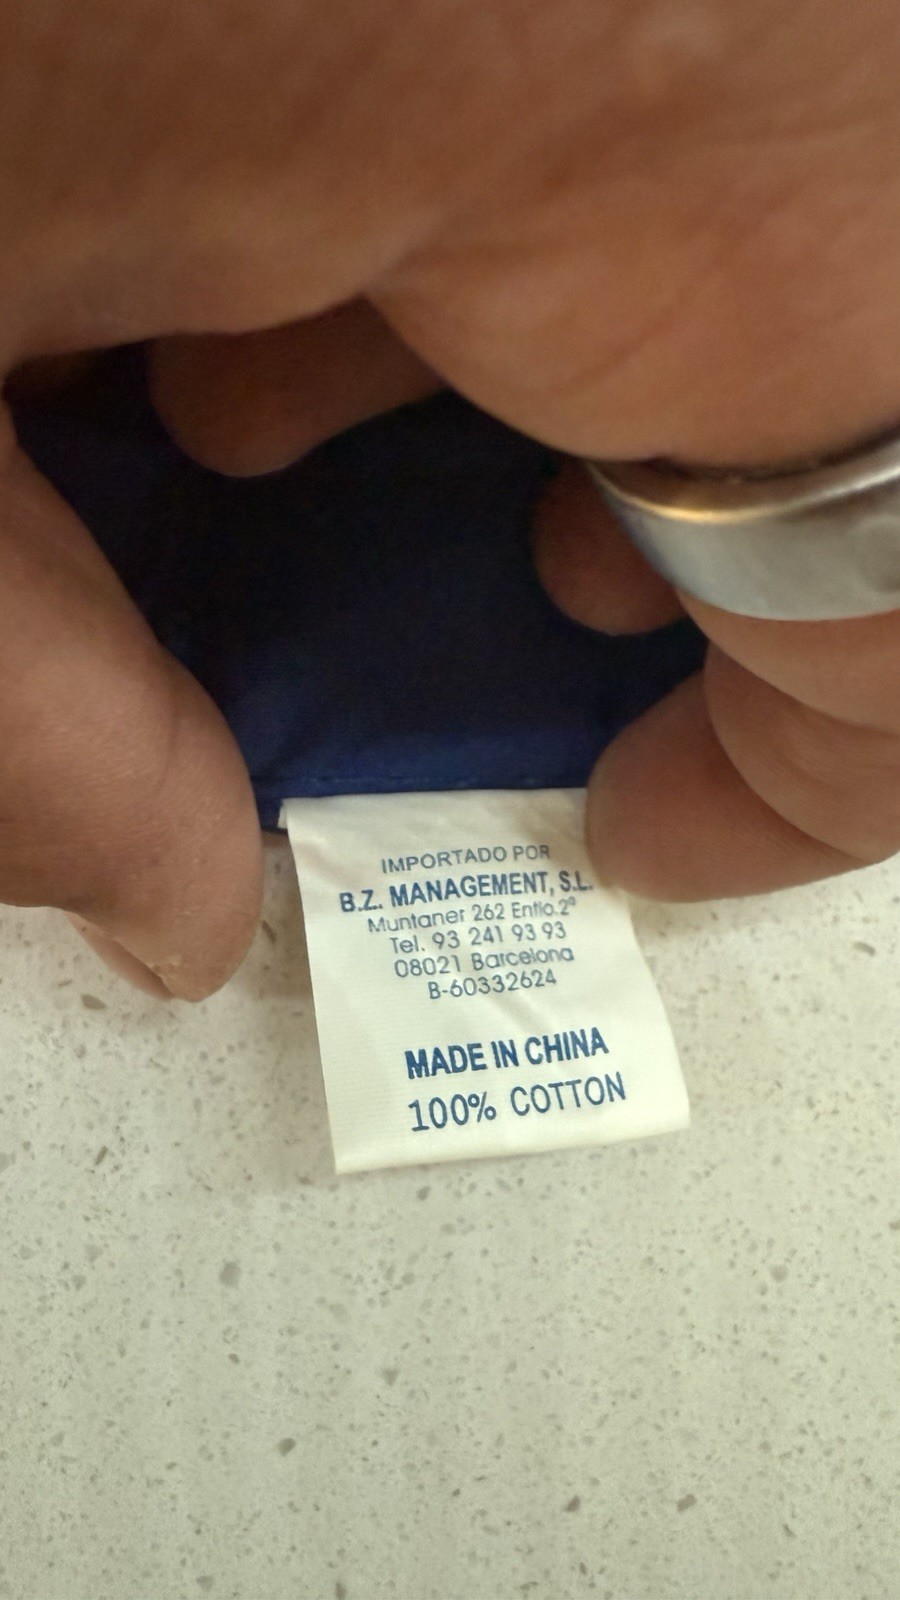 IMPORTADO POR
B.Z. MANAGEMENT, S.L.
Muntaner 262 Entlo.2ª
Tel. 93 241 93 93
08021 Barcelona
B-60332624
MADE IN CHINA
100% COTTON